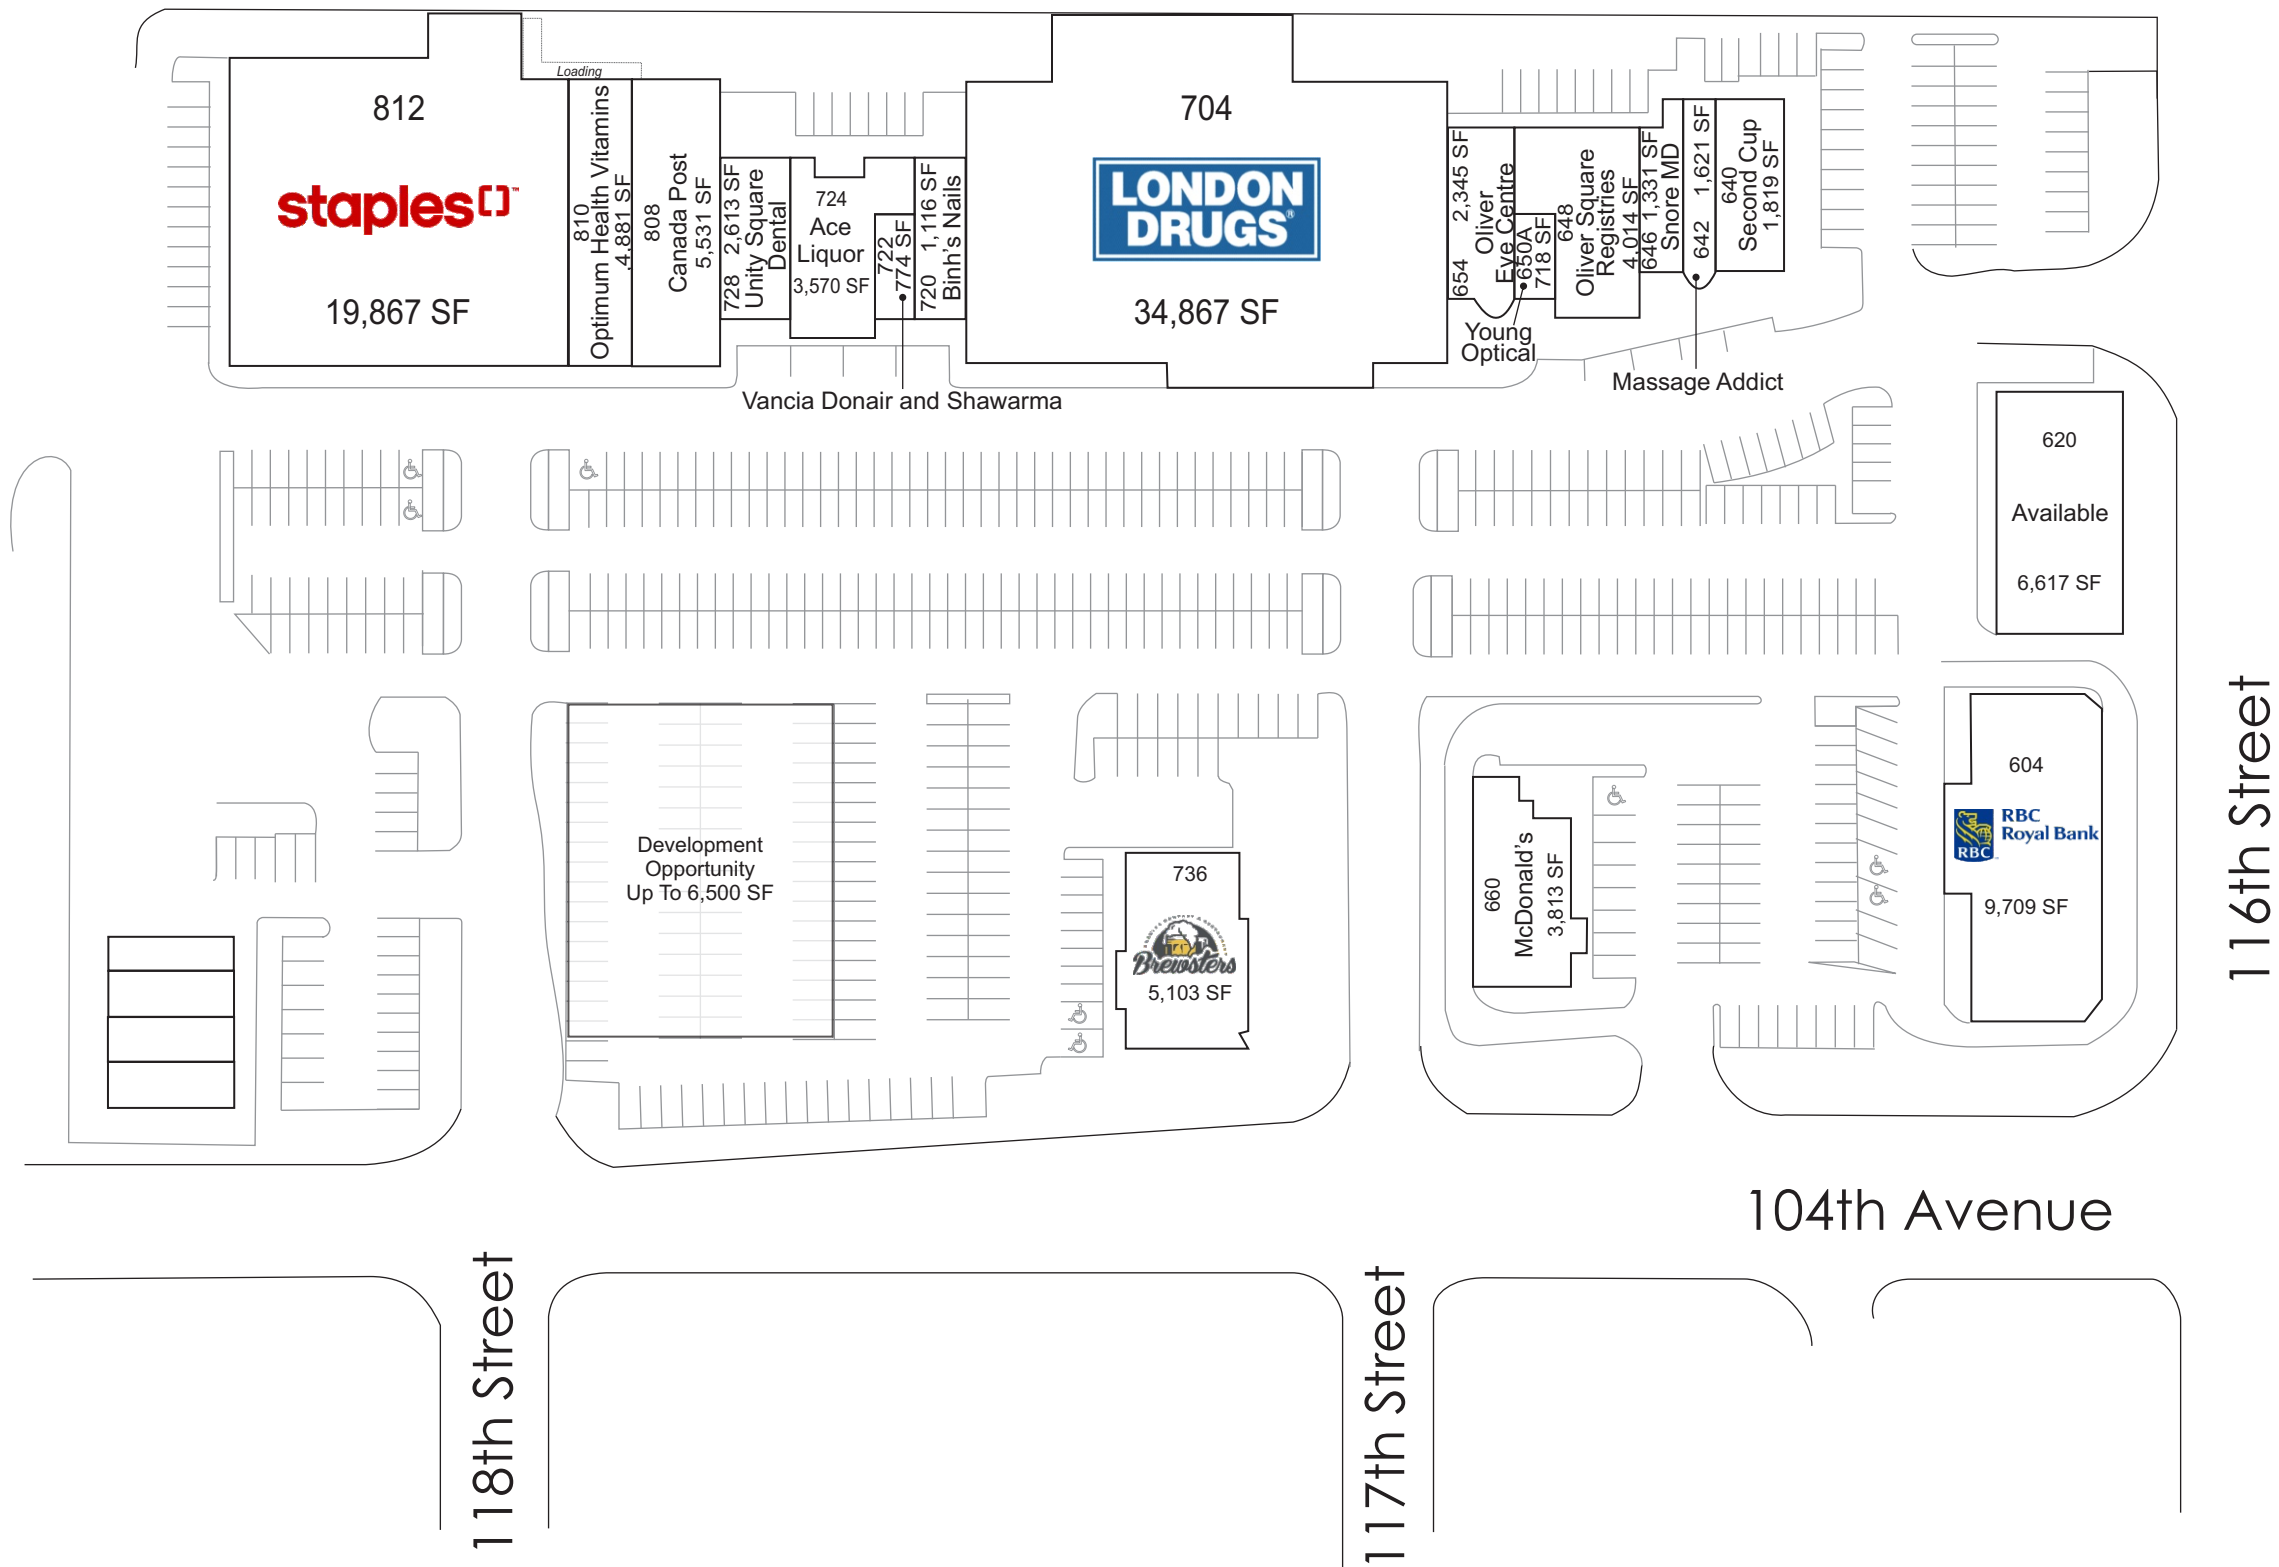 812
staples
19,867 SF
Loading
810
Optimum Health Vitamins
4,881 SF
808
Canada Post
5,531 SF
728 2,613 SF
Unity Square
Dental
724
Ace
Liquor
3,570 SF
722
774 SF
Vancia Donair and Shawarma
720 1,116 SF
Binh's Nails
704
LONDON
DRUGS®
34,867 SF
654 2,345 SF
Oliver
Eye Centre
650A
718 SF
Young
Optical
648
Oliver Square
Registries
4,014 SF
646 1,331 SF
Snore MD
642 1,621 SF
Massage Addict
640
Second Cup
1,819 SF
620
Available
6,617 SF
Development
Opportunity
Up To 6,500 SF
736
Brewsters
5,103 SF
660
McDonald's
3,813 SF
604
RBC
RBC
Royal Bank
9,709 SF
116th Street
104th Avenue
118th Street
117th Street